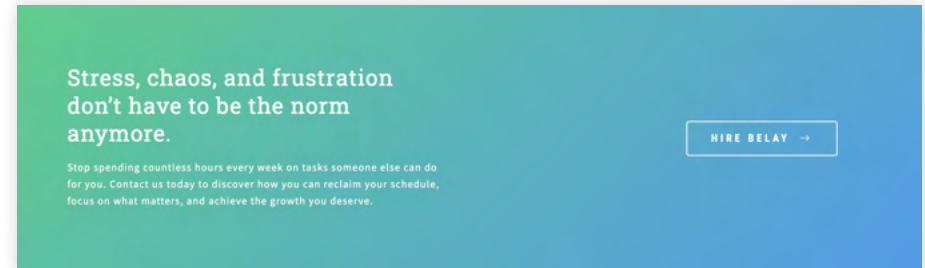 Stress, chaos, and frustration
don’t have to be the norm
anymore.
Stop spending countless hours every week on tasks someone else can do
for you. Contact us today to discover how you can reclaim your schedule,
focus on what matters, and achieve the growth you deserve.
HIRE BELAY →